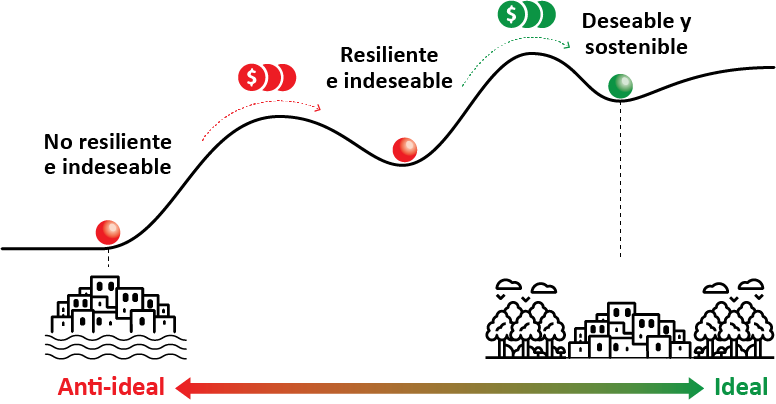 Deseable y
sostenible
$
Resiliente
e indeseable
$
No resiliente
e indeseable
Anti-ideal
Ideal